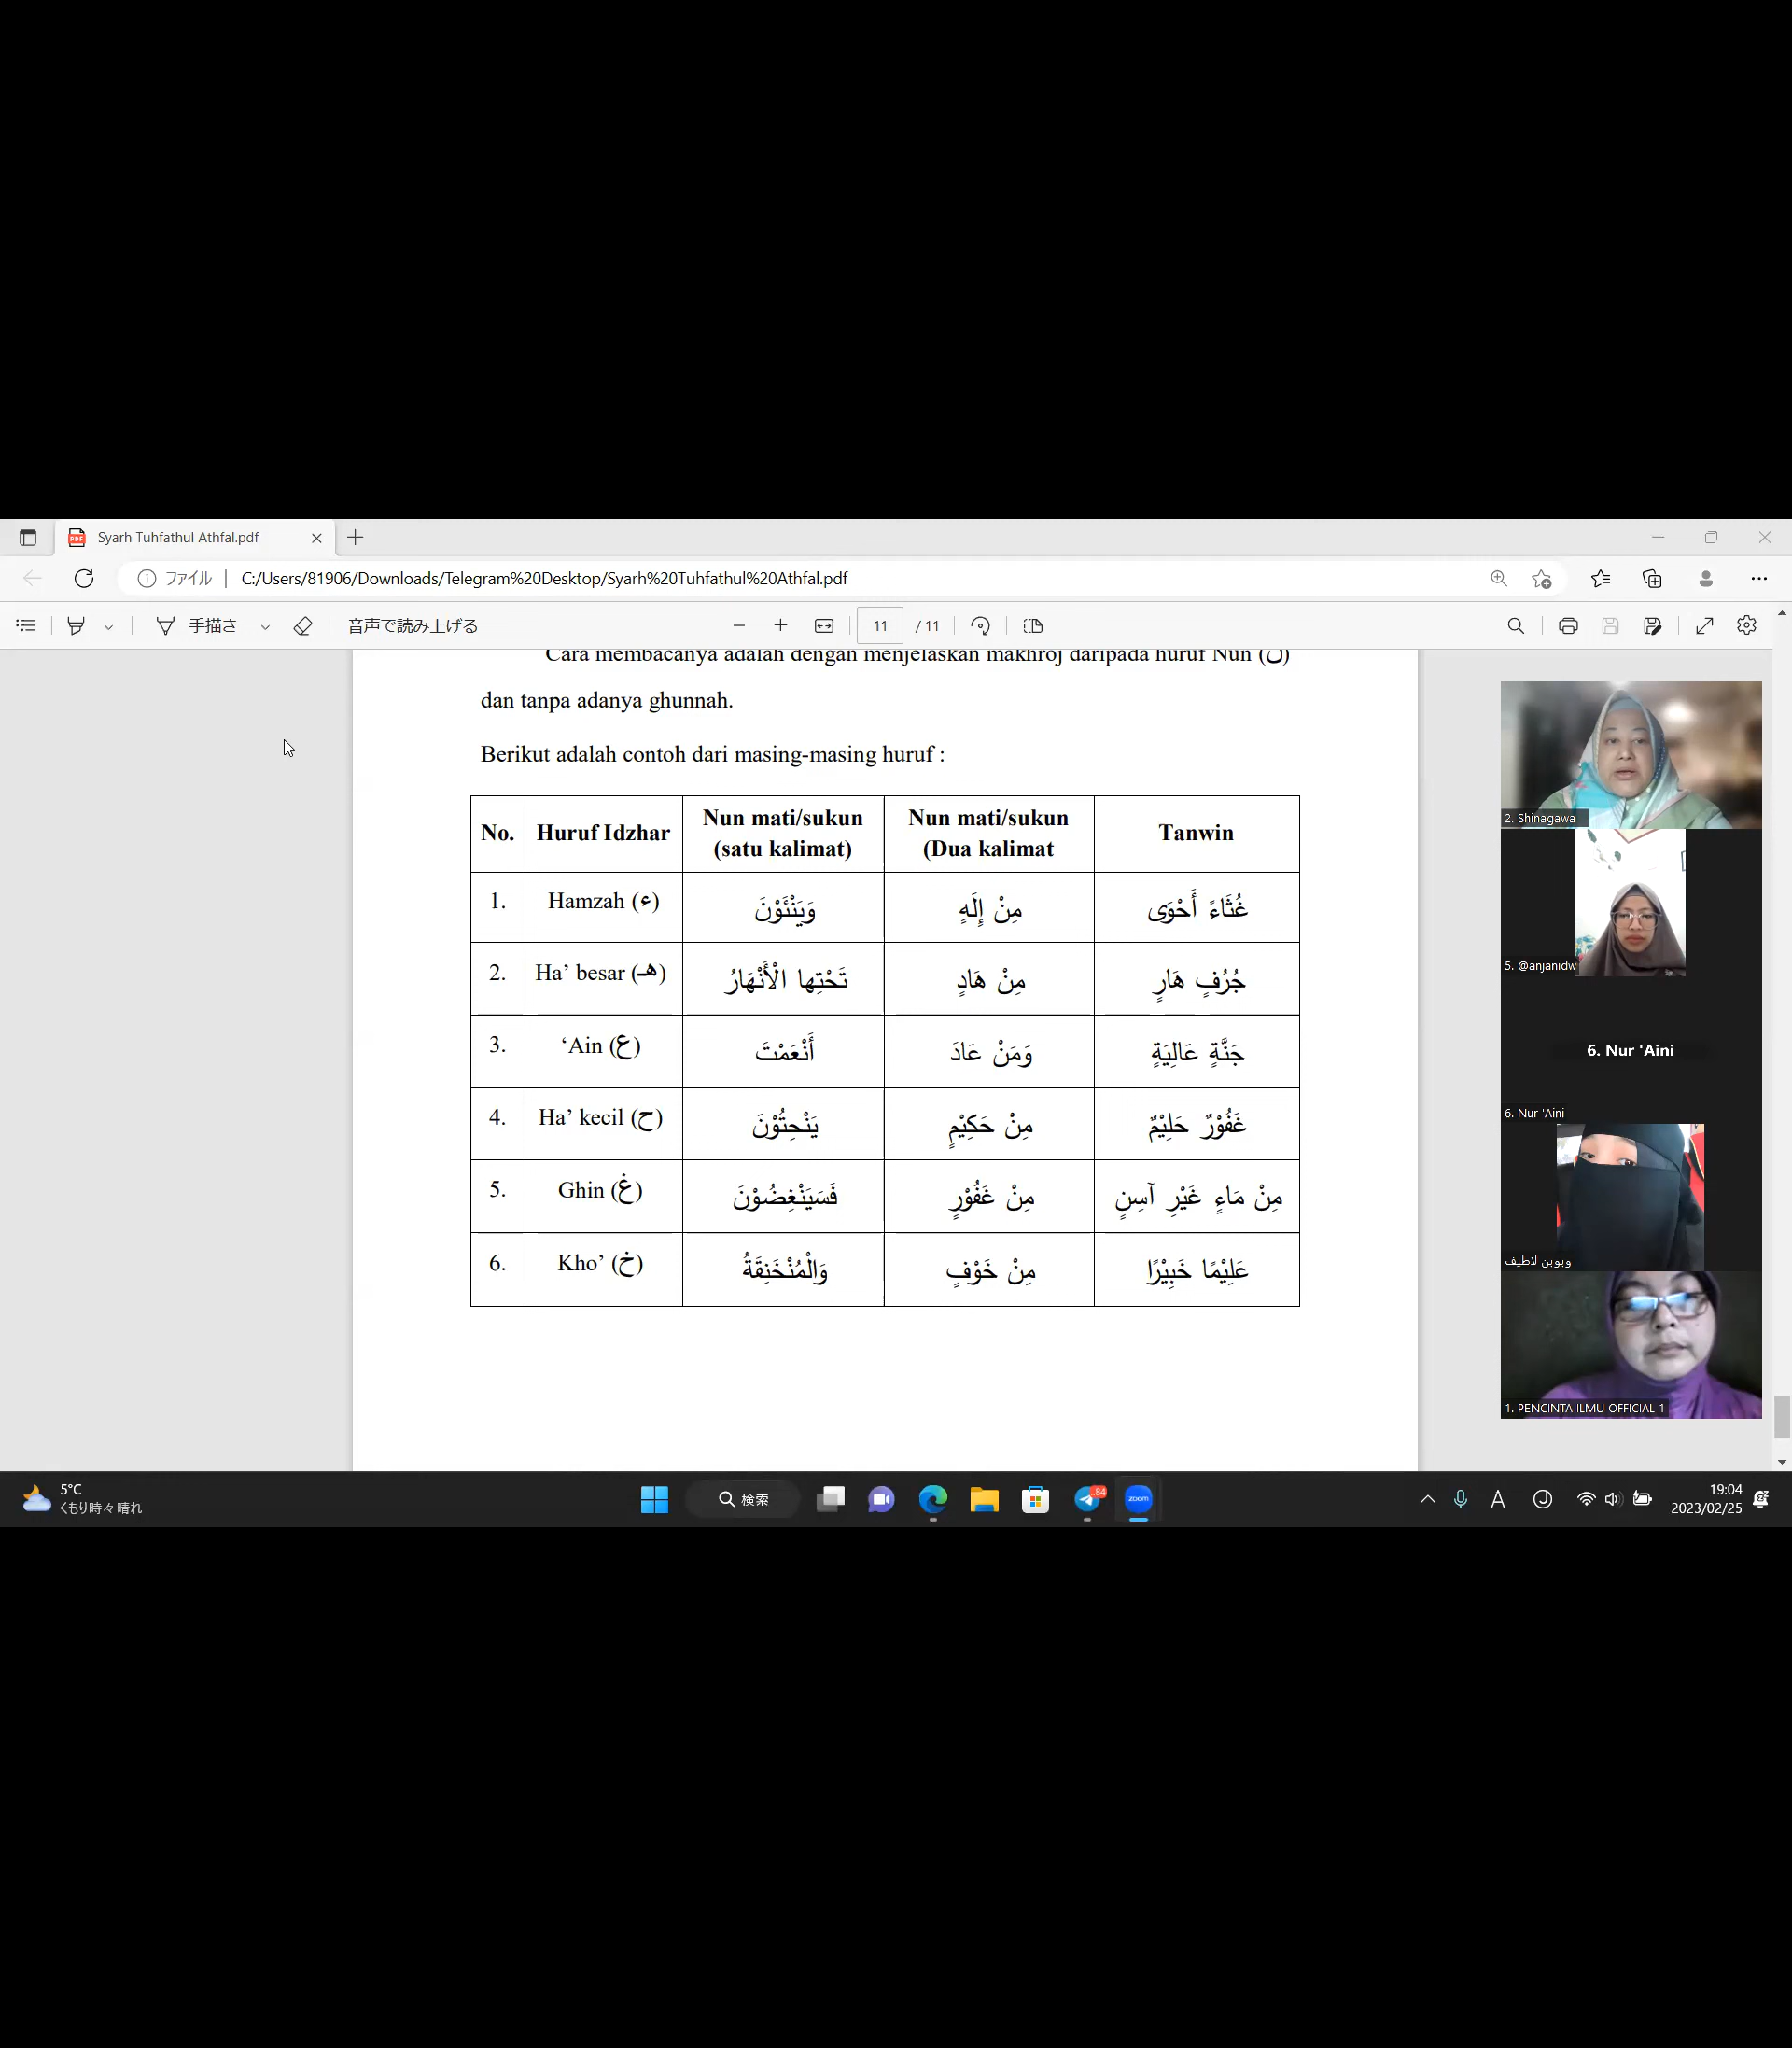 Syarh Tuhfathul Athfal.pdf
ファイル
C:/Users/81906/Downloads/Telegram%20Desktop/Syarh%20Tuhfathul%20Athfal.pdf
手描き
音声で読み上げる
11 / 11
Cara membacanya adalah dengan menjelaskan makhroj daripada huruf Nun (ن)
dan tanpa adanya ghunnah.
Berikut adalah contoh dari masing-masing huruf :
No. Huruf Idzhar Nun mati/sukun (satu kalimat) Nun mati/sukun (Dua kalimat Tanwin
1. Hamzah (ء) وَيَنْئَوْنَ مِنْ إِلَهٍ غُثَاءً أَحْوَى
2. Ha’ besar (هـ) تَحْتِها الْأَنْهَارُ مِنْ هَادٍ جُرُفٍ هَارٍ
3. ‘Ain (ع) أَنْعَمْتَ وَمَنْ عَادَ جَنَّةٍ عَالِيَةٍ
4. Ha’ kecil (ح) يَنْحِتُوْنَ مِنْ حَكِيْمٍ غَفُوْرٌ حَلِيْمٌ
5. Ghin (غ) فَسَيَنْغِضُوْنَ مِنْ غَفُوْرٍ مِنْ مَاءٍ غَيْرِ آسِنٍ
6. Kho’ (خ) وَالْمُنْخَنِقَةُ مِنْ خَوْفٍ عَلِيْمًا خَبِيْرًا
2. Shinagawa
5. @anjanidw
6. Nur 'Aini
6. Nur 'Aini
وبوبن لاطيف
1. PENCINTA ILMU OFFICIAL 1
5°C
くもり時々晴れ
検索
84
zoom
A
19:04
2023/02/25